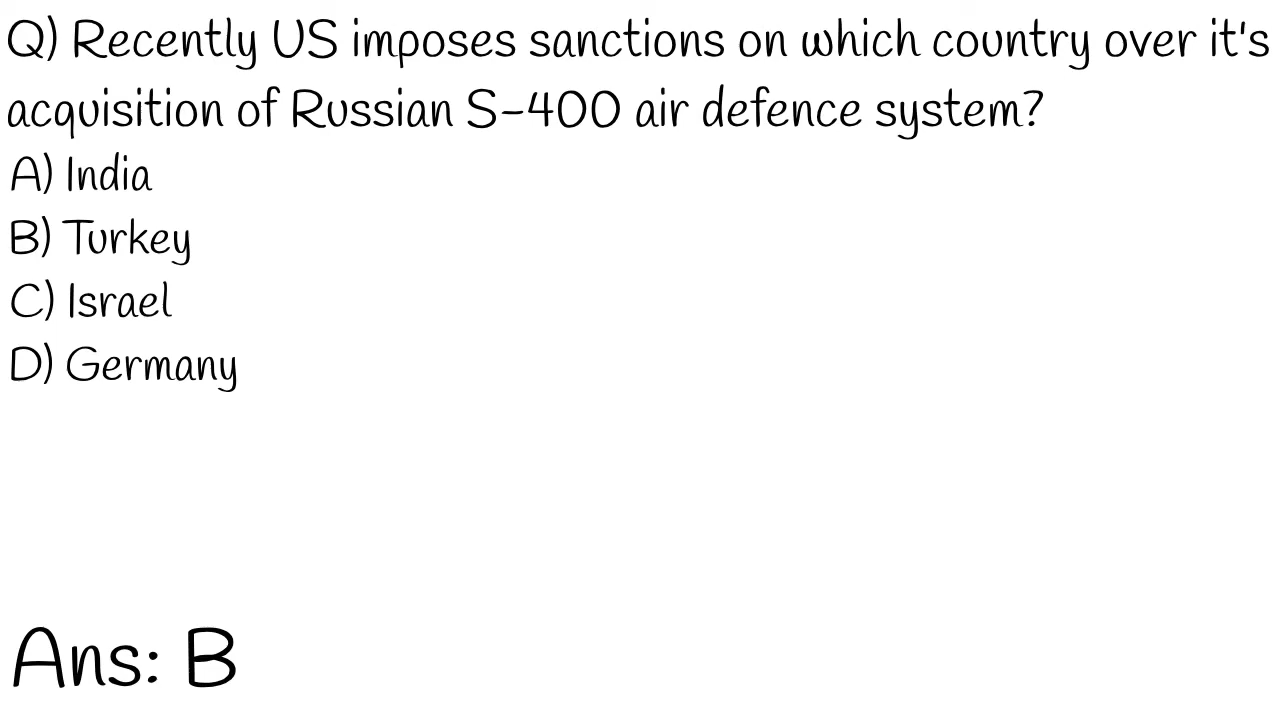 Q) Recently US imposes sanctions on which country over it's
acquisition of Russian S-400 air defence system?
A) India
B) Turkey
C) Israel
D) Germany
Ans: B